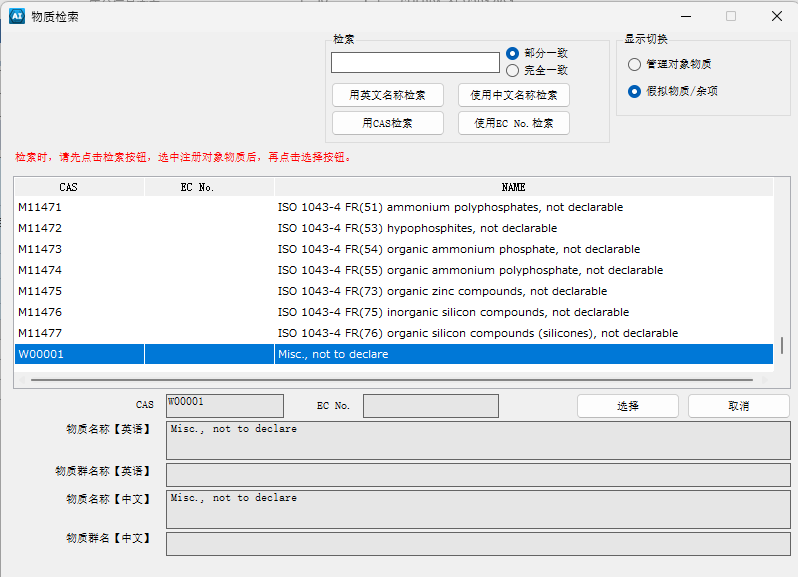 AI 物质检索
检索
部分一致
完全一致
用英文名称检索
使用中文名称检索
用CAS检索
使用EC No.检索
显示切换
管理对象物质
假拟物质/杂项
检索时，请先点击检索按钮，选中注册对象物质后，再点击选择按钮。
CAS EC No. NAME
M11471 ISO 1043-4 FR(51) ammonium polyphosphates, not declarable
M11472 ISO 1043-4 FR(53) hypophosphites, not declarable
M11473 ISO 1043-4 FR(54) organic ammonium phosphate, not declarable
M11474 ISO 1043-4 FR(55) organic ammonium polyphosphate, not declarable
M11475 ISO 1043-4 FR(73) organic zinc compounds, not declarable
M11476 ISO 1043-4 FR(75) inorganic silicon compounds, not declarable
M11477 ISO 1043-4 FR(76) organic silicon compounds (silicones), not declarable
W00001 Misc., not to declare
CAS W00001 EC No. 选择 取消
物质名称【英语】 Misc., not to declare
物质群名称【英语】
物质名称【中文】 Misc., not to declare
物质群名【中文】